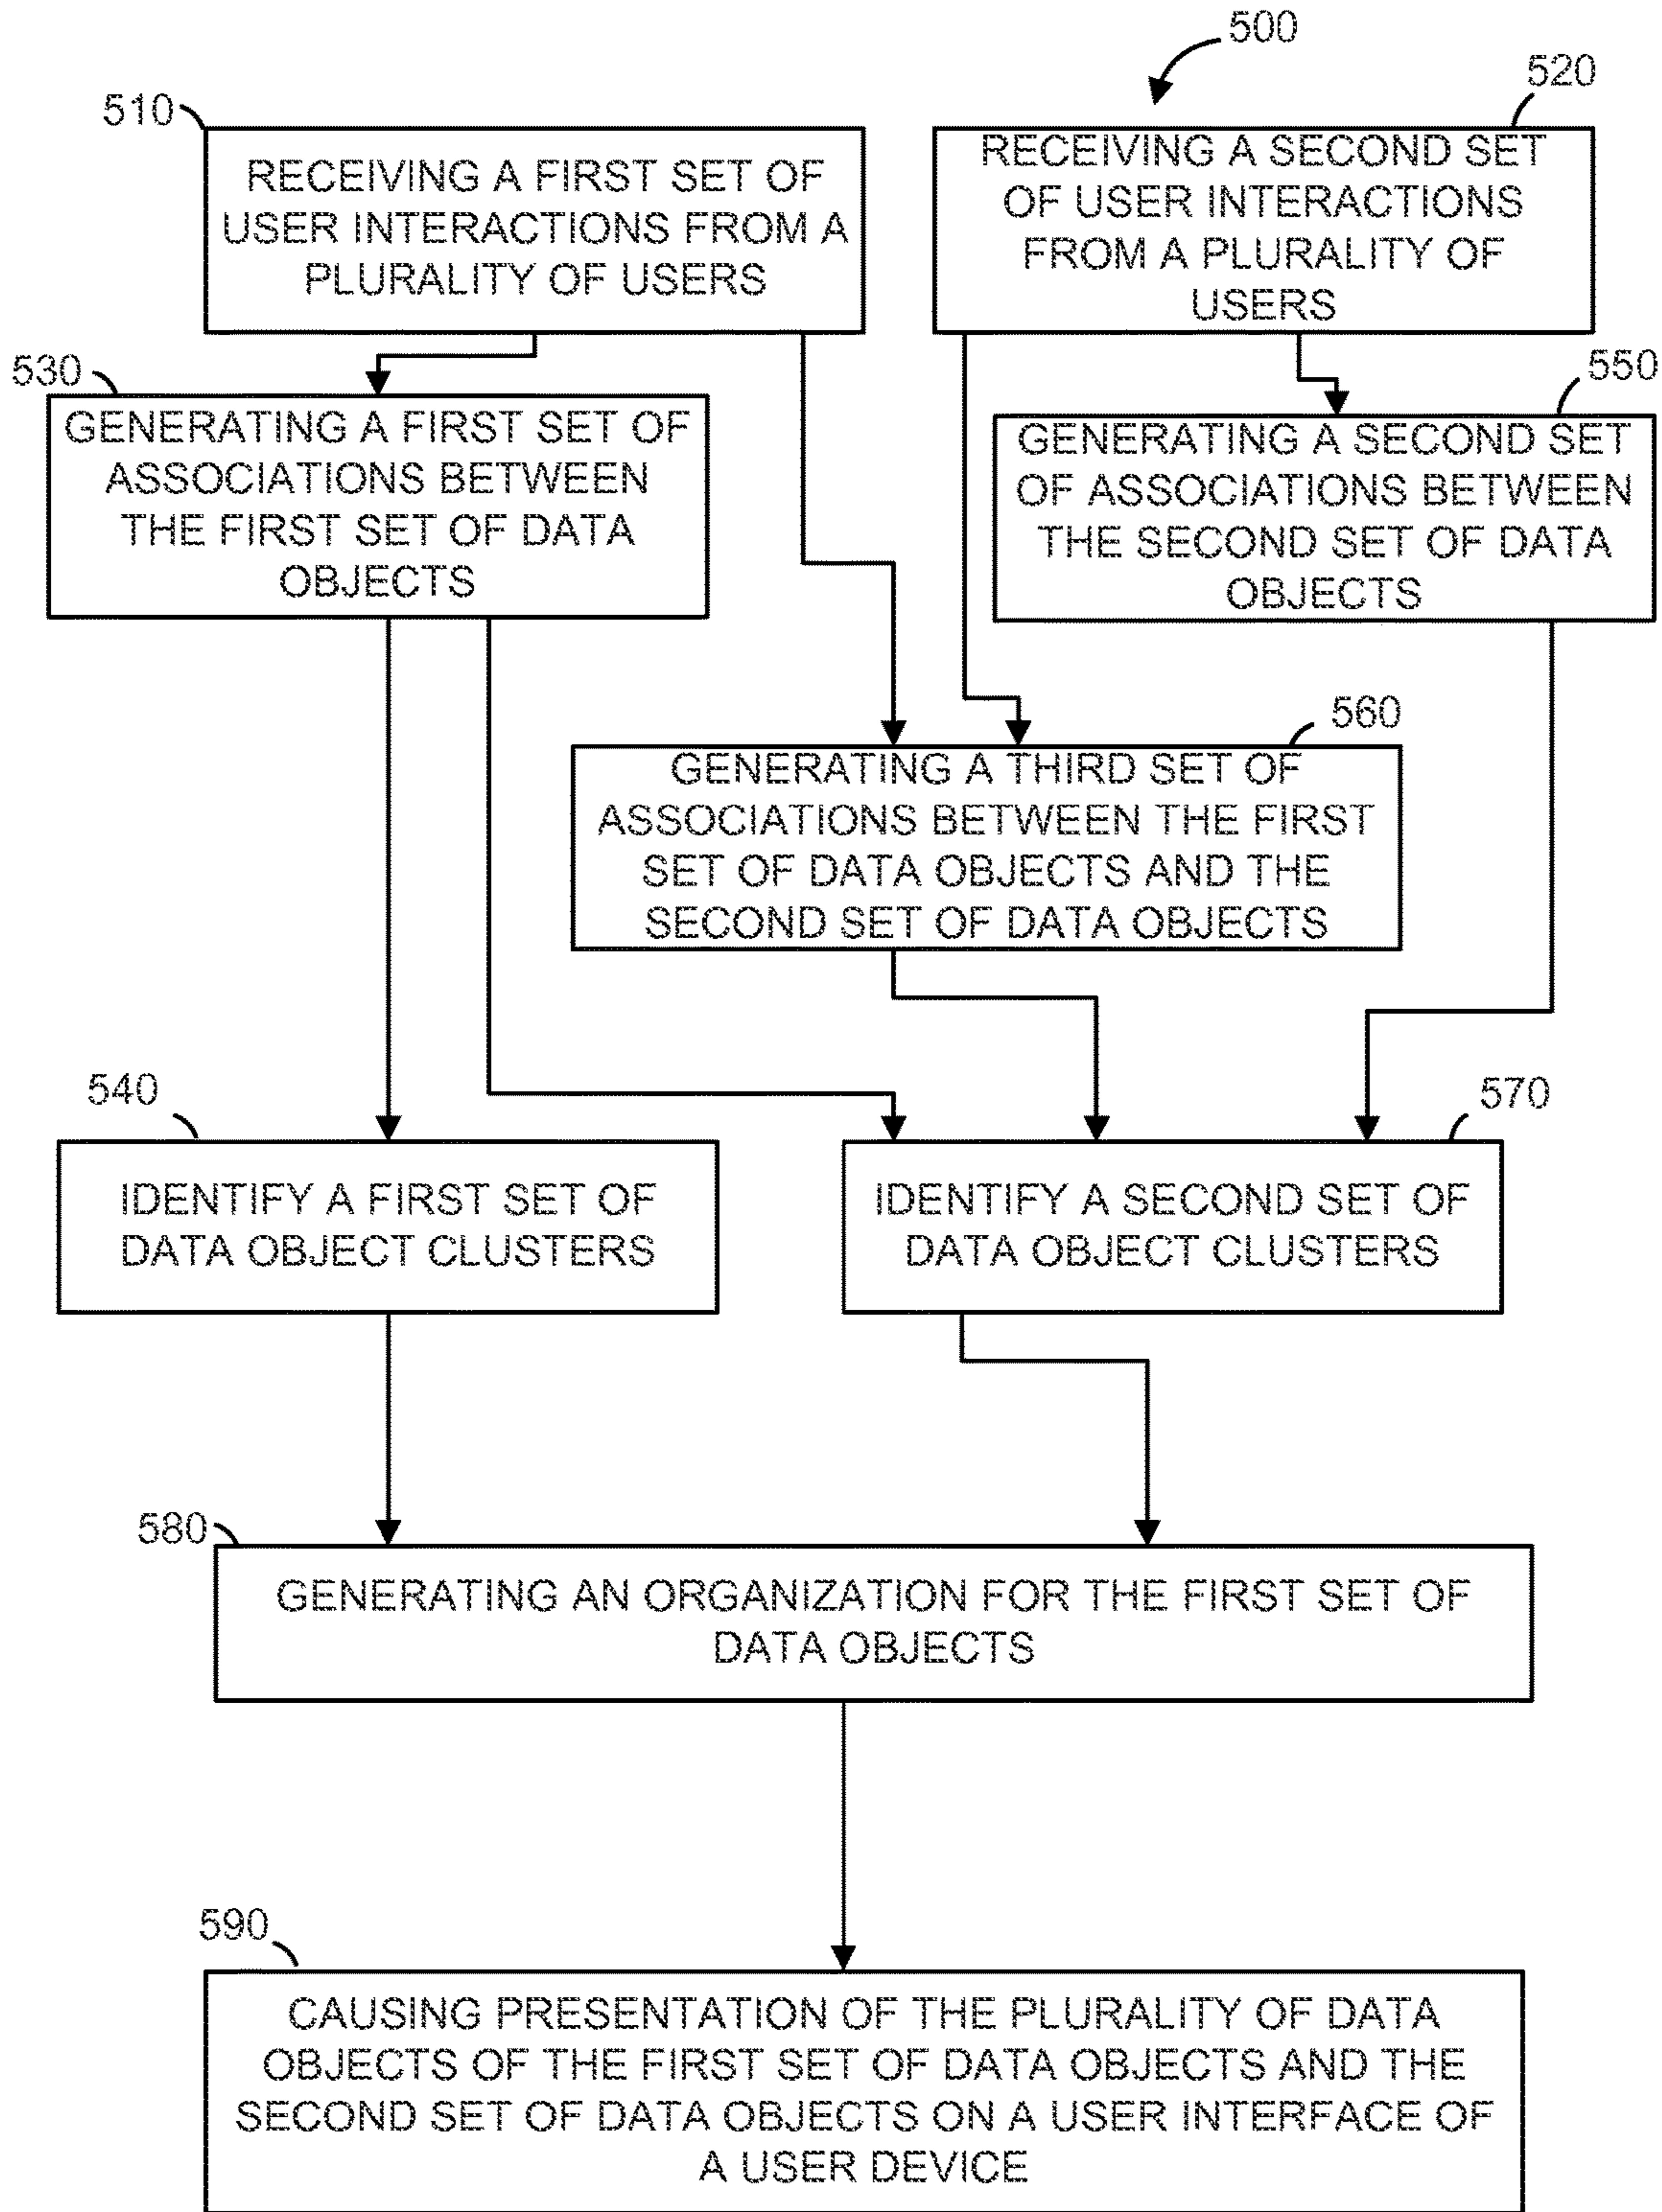 500
510
520
RECEIVING A FIRST SET OF
USER INTERACTIONS FROM A
PLURALITY OF USERS
RECEIVING A SECOND SET
OF USER INTERACTIONS
FROM A PLURALITY OF
USERS
530
GENERATING A FIRST SET OF
ASSOCIATIONS BETWEEN
THE FIRST SET OF DATA
OBJECTS
550
GENERATING A SECOND SET
OF ASSOCIATIONS BETWEEN
THE SECOND SET OF DATA
OBJECTS
560
GENERATING A THIRD SET OF
ASSOCIATIONS BETWEEN THE FIRST
SET OF DATA OBJECTS AND THE
SECOND SET OF DATA OBJECTS
540
IDENTIFY A FIRST SET OF
DATA OBJECT CLUSTERS
570
IDENTIFY A SECOND SET OF
DATA OBJECT CLUSTERS
580
GENERATING AN ORGANIZATION FOR THE FIRST SET OF
DATA OBJECTS
590
CAUSING PRESENTATION OF THE PLURALITY OF DATA
OBJECTS OF THE FIRST SET OF DATA OBJECTS AND THE
SECOND SET OF DATA OBJECTS ON A USER INTERFACE OF
A USER DEVICE